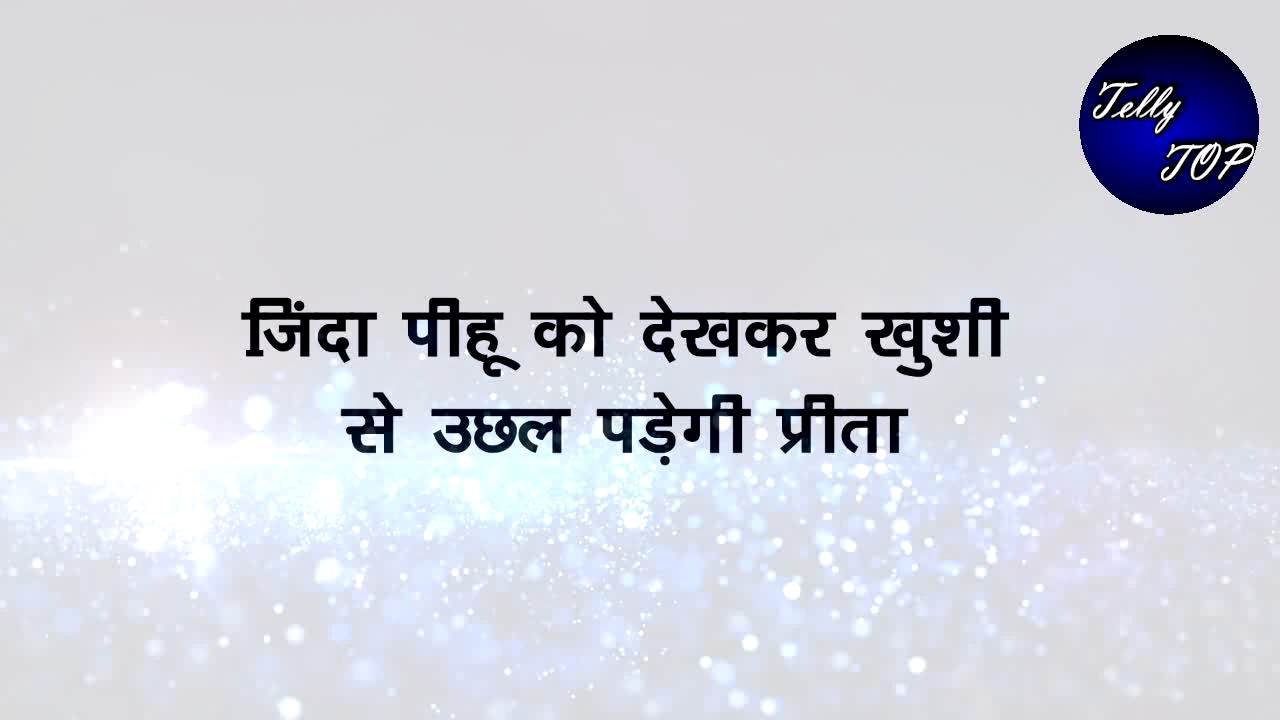 Telly
TOP
जिंदा पीहू को देखकर खुशी
से उछल पड़ेगी प्रीता